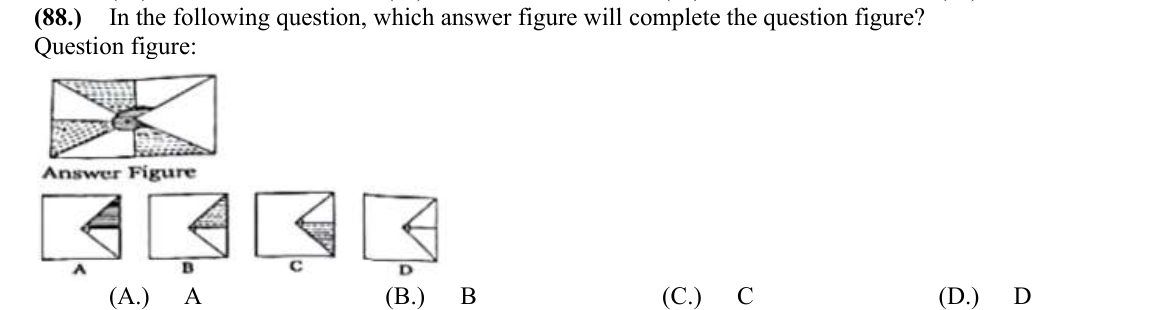 (88.) In the following question, which answer figure will complete the question figure?
Question figure:
Answer Figure
A B C D
(A.) A (B.) B (C.) C (D.) D